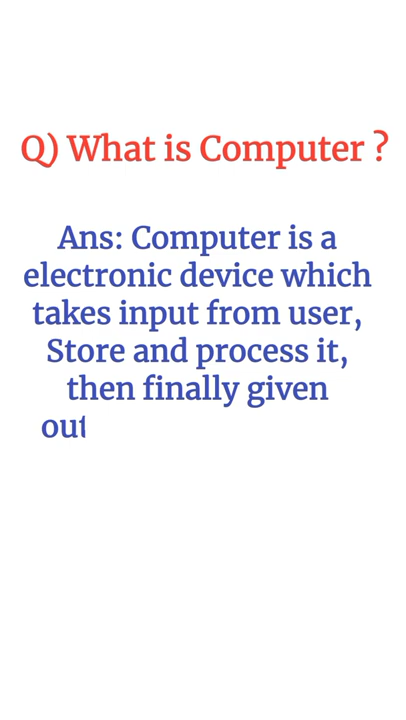 Q) What is Computer ?
Ans: Computer is a
electronic device which
takes input from user,
Store and process it,
then finally given